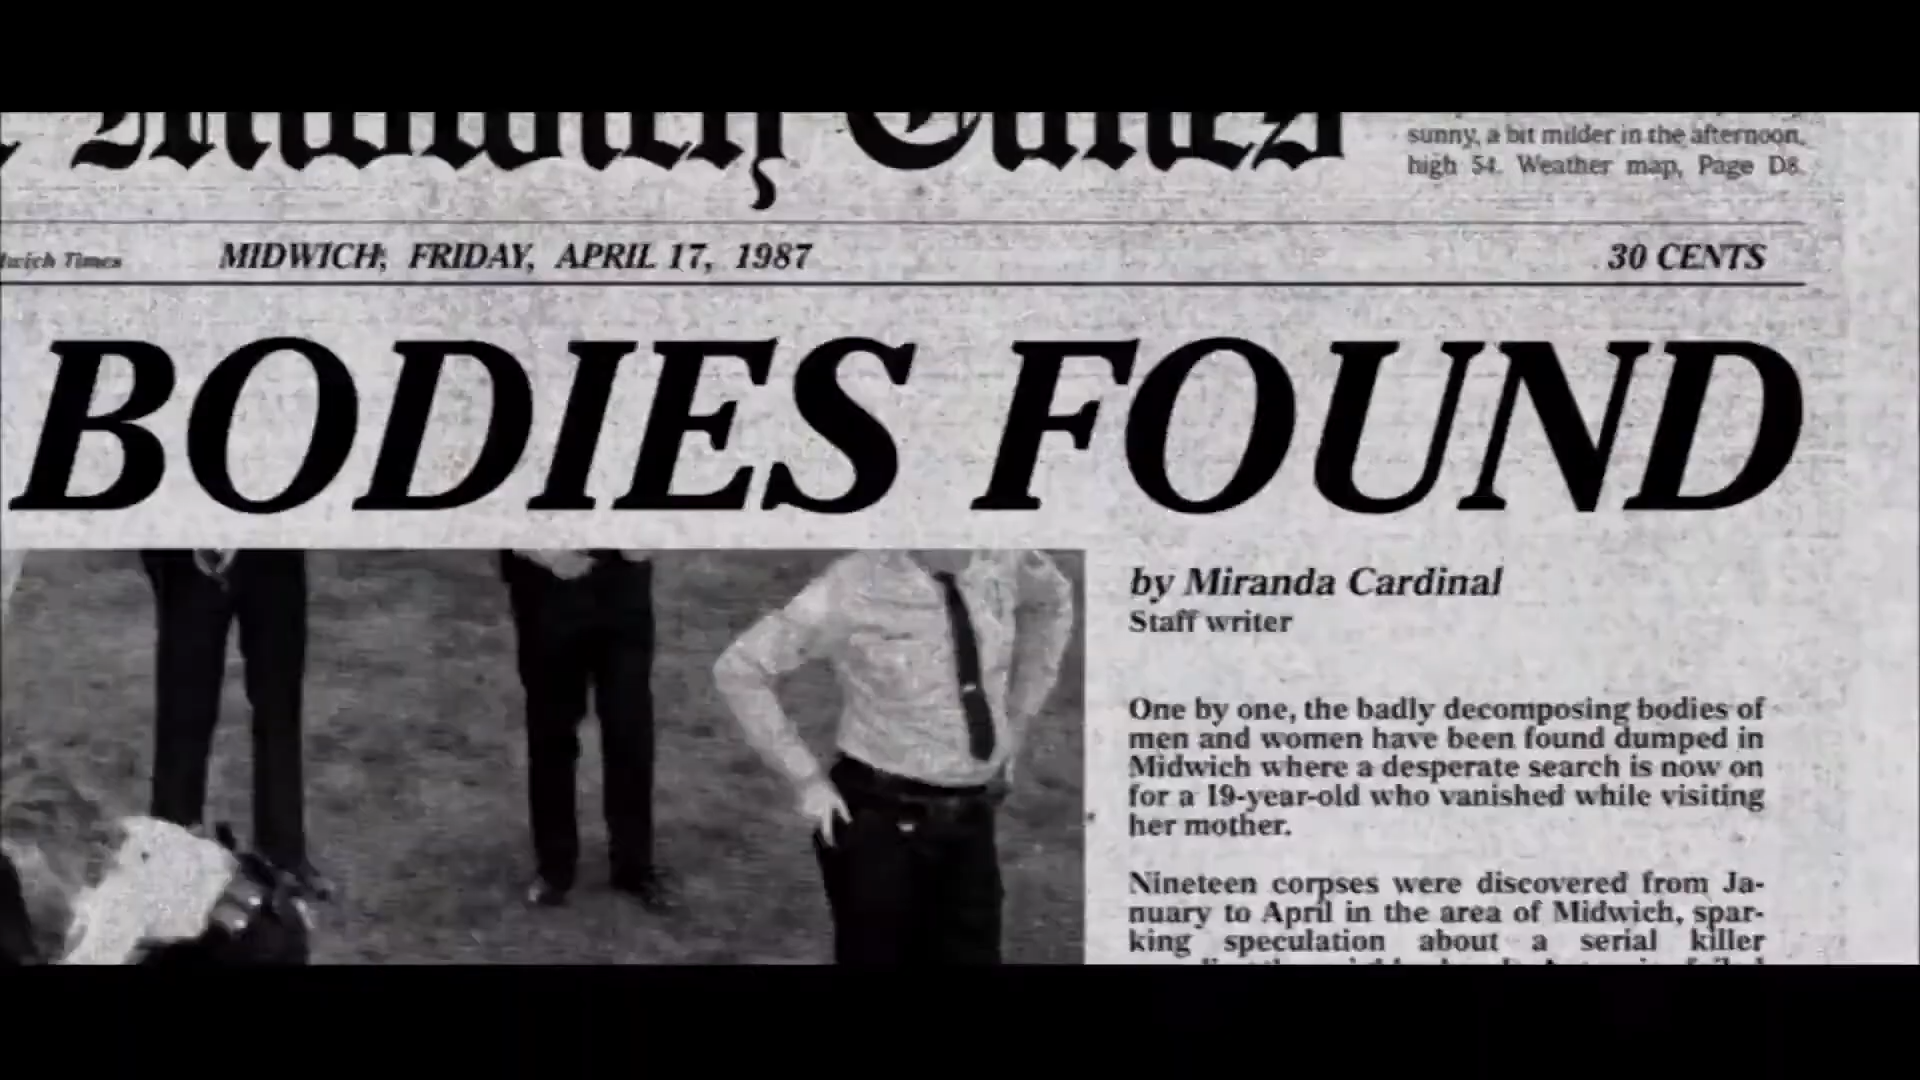 Midwich Times
sunny, a bit milder in the afternoon,
high 54. Weather map, Page D8.
Times
MIDWICH, FRIDAY, APRIL 17, 1987
30 CENTS
BODIES FOUND
by Miranda Cardinal
Staff writer
One by one, the badly decomposing bodies of
men and women have been found dumped in
Midwich where a desperate search is now on
for a 19-year-old who vanished while visiting
her mother.
Nineteen corpses were discovered from Ja-
nuary to April in the area of Midwich, spar-
king speculation about a serial killer